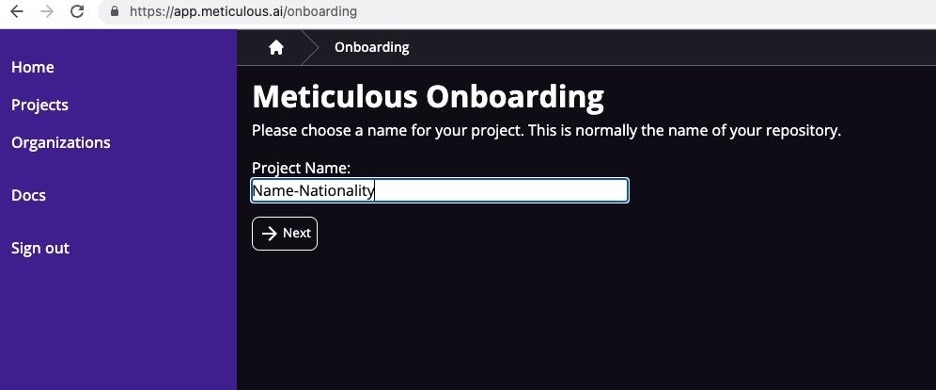 https://app.meticulous.ai/onboarding
Home
Projects
Organizations
Docs
Sign out
Onboarding
Meticulous Onboarding
Please choose a name for your project. This is normally the name of your repository.
Project Name:
Name-Nationality
Next